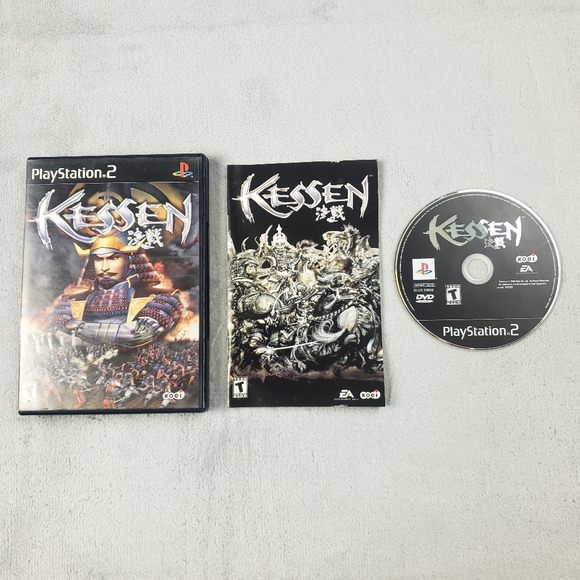 PlayStation 2
KESSEN
決戦
T
KOEI
KESSEN
決戦
T
EA
KOEI
KESSEN
決戦
KOEI
EA
DVD
TEEN
T
PlayStation 2